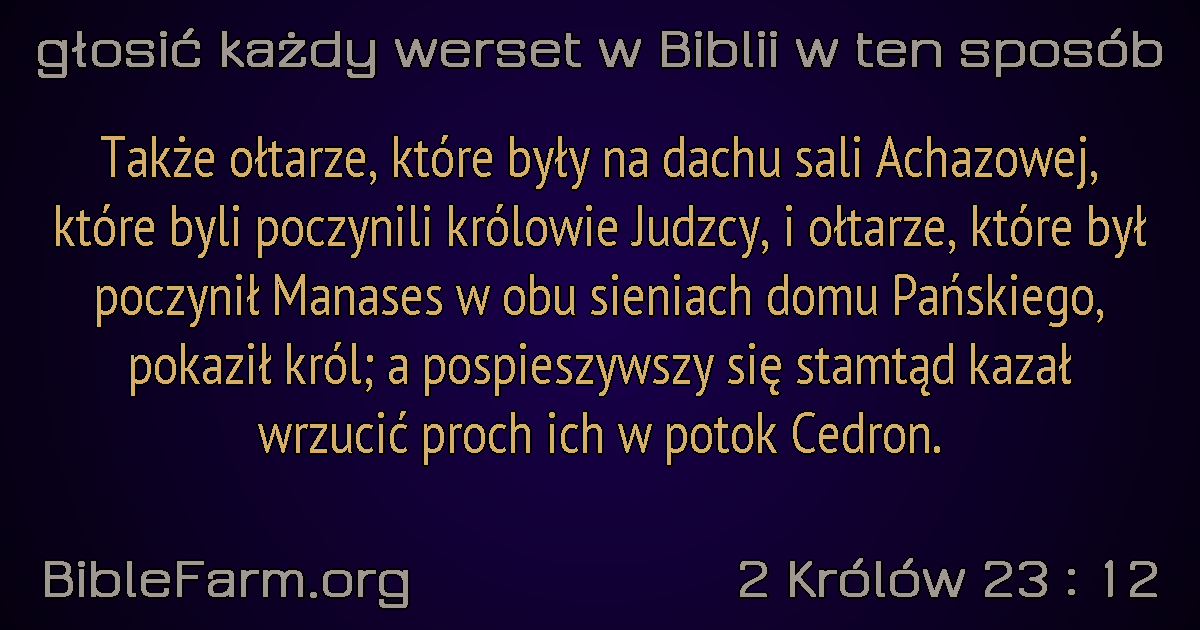 głosić każdy werset w Biblii w ten sposób
Także ołtarze, które były na dachu sali Achazowej,
które byli poczynili królowie Judzcy, i ołtarze, które był
poczynił Manases w obu sieniach domu Pańskiego,
pokaził król; a pospieszywszy się stamtąd kazał
wrzucić proch ich w potok Cedron.
BibleFarm.org
2 Królów 23 : 12